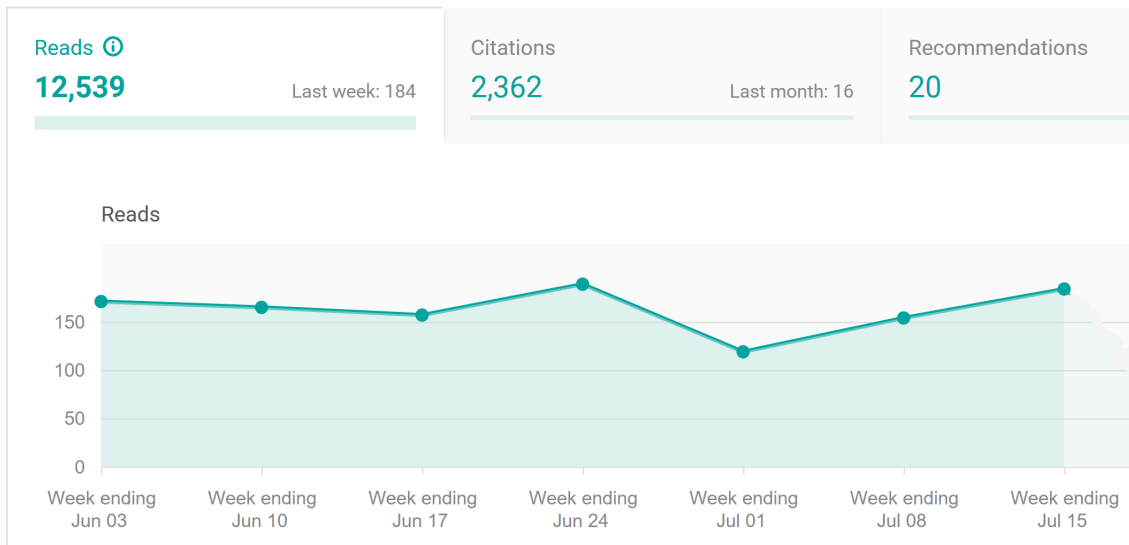 Reads
12,539
Last week: 184
Citations
2,362
Last month: 16
Recommendations
20
Reads
150
100
50
0
Week ending
Jun 03
Week ending
Jun 10
Week ending
Jun 17
Week ending
Jun 24
Week ending
Jul 01
Week ending
Jul 08
Week ending
Jul 15